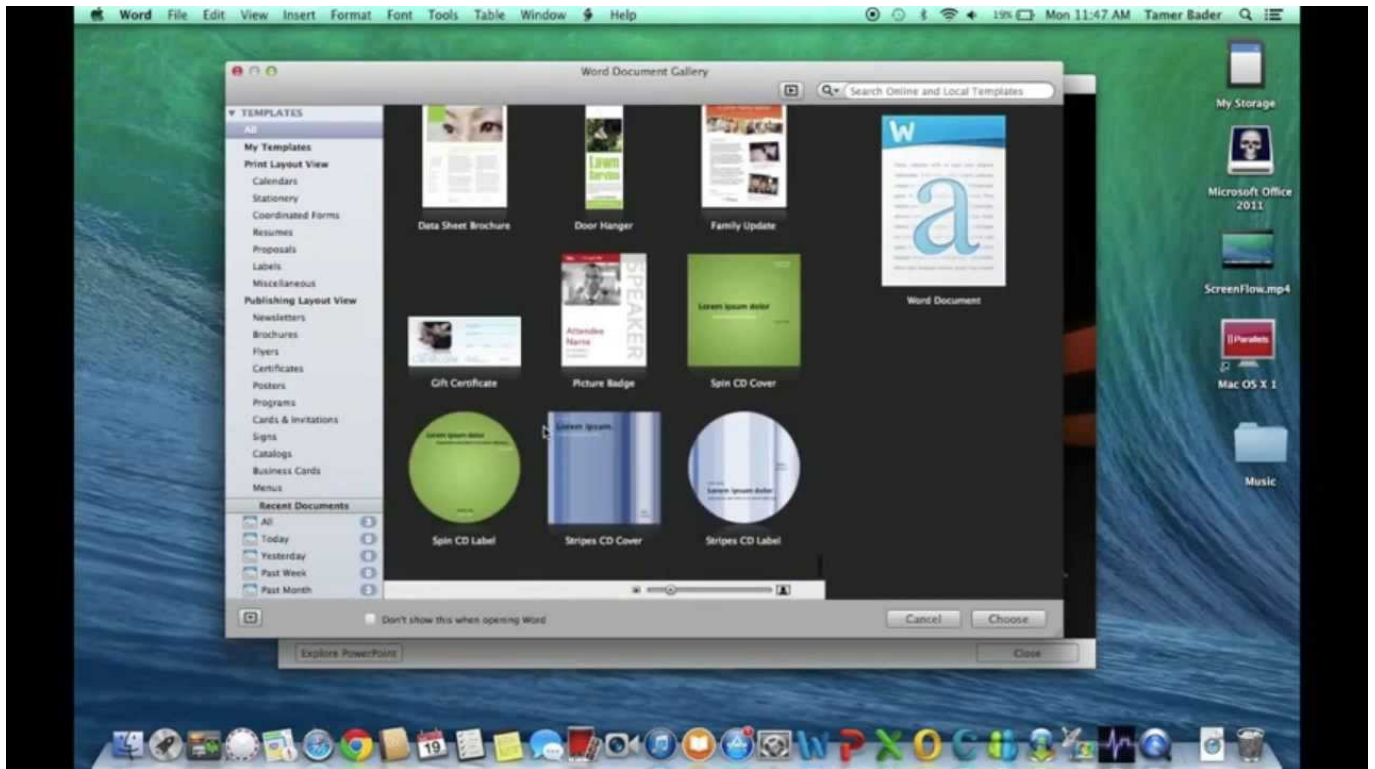 Word File Edit View Insert Format Font Tools Table Window Help
19% Mon 11:47 AM Tamer Bader
Word Document Gallery
Search Online and Local Templates
TEMPLATES
All
My Templates
Print Layout View
Calendars
Stationery
Coordinated Forms
Resumes
Proposals
Labels
Miscellaneous
Publishing Layout View
Newsletters
Brochures
Flyers
Certificates
Posters
Programs
Cards & Invitations
Signs
Catalogs
Business Cards
Menus
Recent Documents
All
Today
Yesterday
Past Week
Past Month
Data Sheet Brochure
Lawn
Service
Door Hanger
Family Update
Gift Certificate
SPEAKER
Attendee
Name
Picture Badge
Lorem ipsum dolor
Spin CD Cover
Lorem ipsum dolor
Spin CD Label
Lorem ipsum
Stripes CD Cover
Lorem ipsum dolor
Stripes CD Label
W
a
Word Document
Don't show this when opening Word
Cancel
Choose
Explore PowerPoint
Close
My Storage
Microsoft Office
2011
ScreenFlow.mp4
Parallels
Mac OS X 1
Music
19
W P X O C